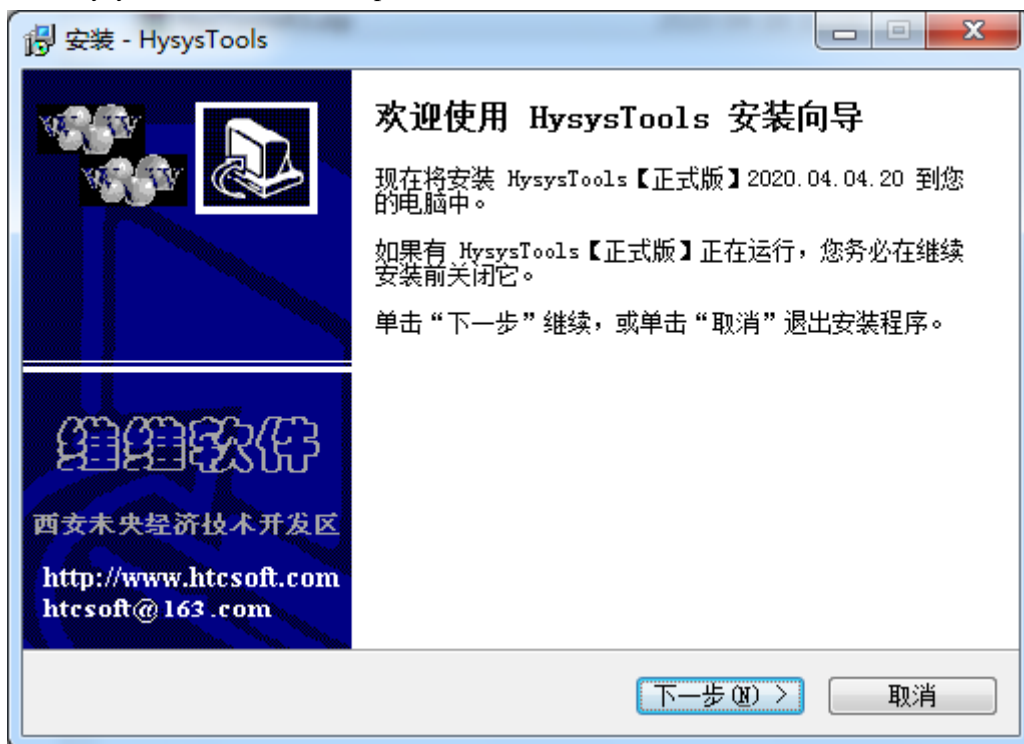 安装 - HysysTools
欢迎使用 HysysTools 安装向导
现在将安装 HysysTools【正式版】2020.04.04.20 到您
的电脑中。
如果有 HysysTools【正式版】正在运行，您务必在继续
安装前关闭它。
单击“下一步”继续，或单击“取消”退出安装程序。
维维软件
西安未央经济技术开发区
http://www.htcsoft.com
htcsoft@163.com
下一步(N) >
取消